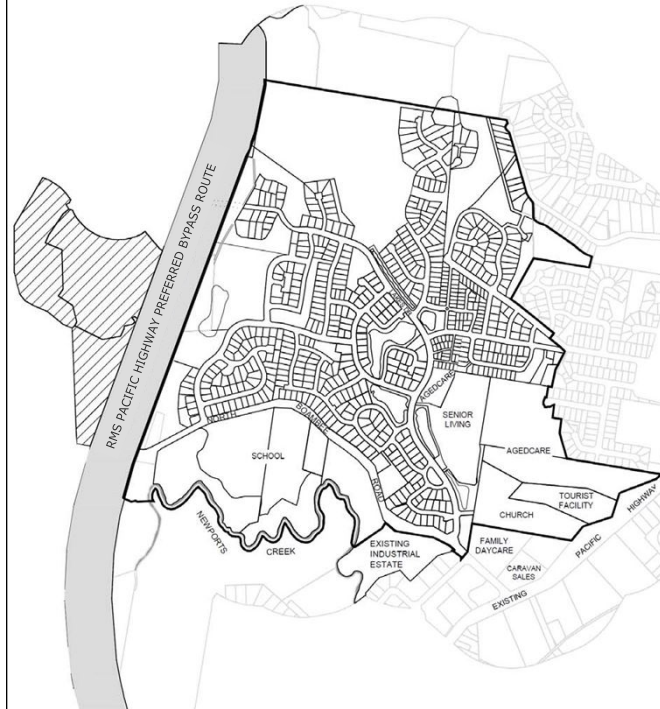 RMS PACIFIC HIGHWAY PREFERRED BYPASS ROUTE
AGEDCARE
SENIOR
LIVING
NORTH
BOAMBEE
ROAD
SCHOOL
AGEDCARE
TOURIST
FACILITY
CHURCH
NEWPORTS
CREEK
EXISTING
INDUSTRIAL
ESTATE
FAMILY
DAYCARE
CARAVAN
SALES
EXISTING
PACIFIC
HIGHWAY